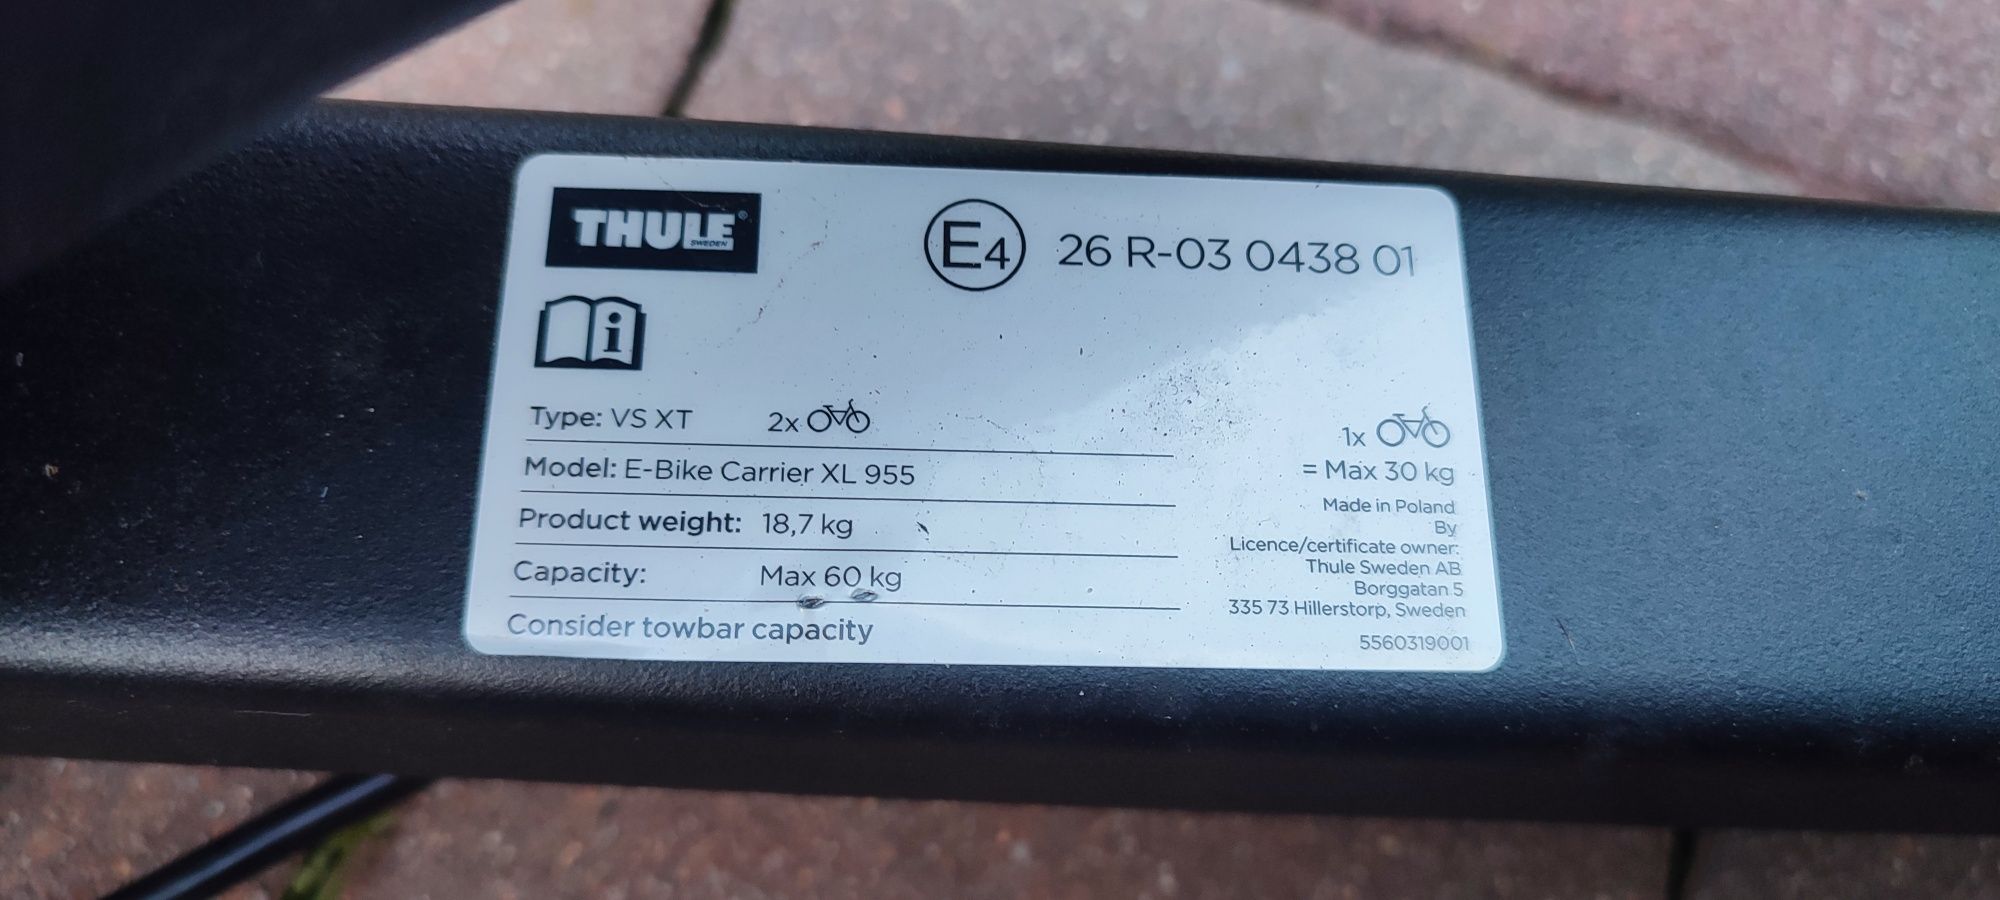 THULE®
SWEDEN
E4 26 R-03 0438 01
i
Type: VS XT 2x
1x
= Max 30 kg
Model: E-Bike Carrier XL 955
Product weight: 18,7 kg
Capacity: Max 60 kg
Consider towbar capacity
Made in Poland
By
Licence/certificate owner:
Thule Sweden AB
Borggatan 5
335 73 Hillerstorp, Sweden
5560319001